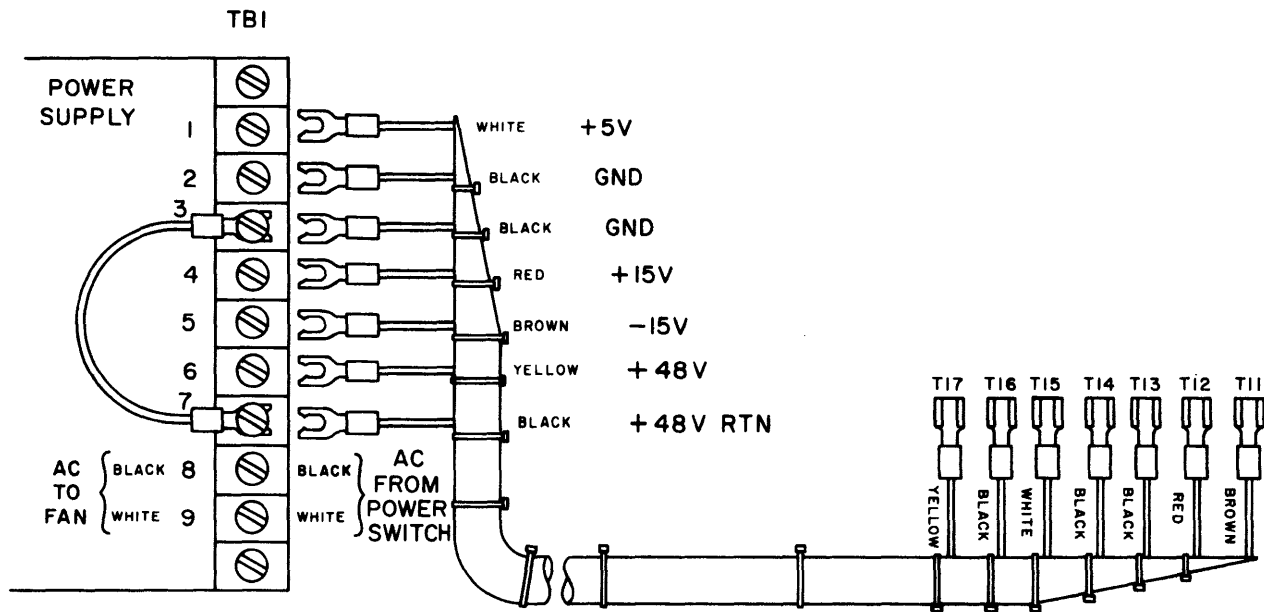 TB1
POWER
SUPPLY
1 WHITE +5V
2 BLACK GND
3 BLACK GND
4 RED +15V
5 BROWN -15V
6 YELLOW +48V
7 BLACK +48V RTN
AC
TO
FAN
BLACK 8 BLACK
WHITE 9 WHITE
AC
FROM
POWER
SWITCH
T17 T16 T15 T14 T13 T12 T11
YELLOW BLACK WHITE BLACK BLACK RED BROWN